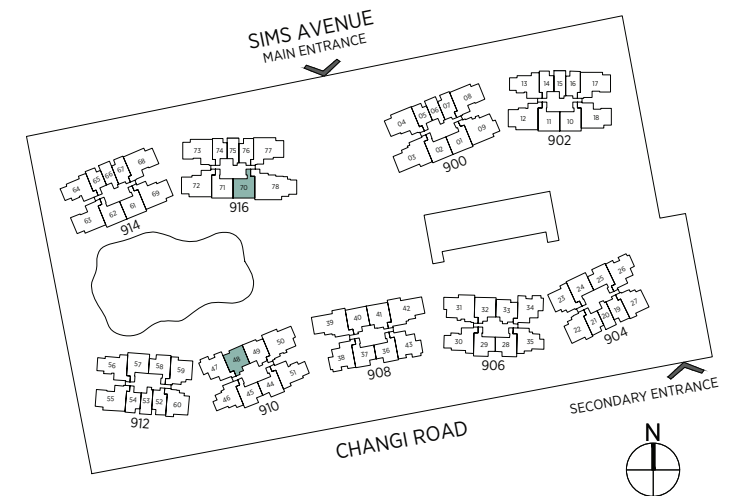 SIMS AVENUE
MAIN ENTRANCE
04 05 06 07 08
03 02 01 09
900
13 14 15 16 17
12 11 10 18
902
64 65 66 67 68
63 62 61 69
914
73 74 75 76 77
72 71 70 78
916
23 24 25 26
22 21 20 19 27
904
31 32 33 34
30 29 28 35
906
39 40 41 42
38 37 36 43
908
47 48 49 50
46 45 44 51
910
56 57 58 59
55 54 53 52 60
912
SECONDARY ENTRANCE
CHANGI ROAD
N